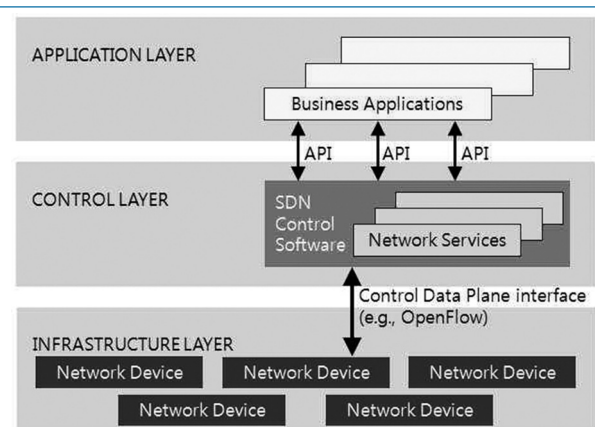 APPLICATION LAYER
Business Applications
API
API
API
CONTROL LAYER
SDN
Control
Software
Network Services
Control Data Plane interface
(e.g., OpenFlow)
INFRASTRUCTURE LAYER
Network Device
Network Device
Network Device
Network Device
Network Device